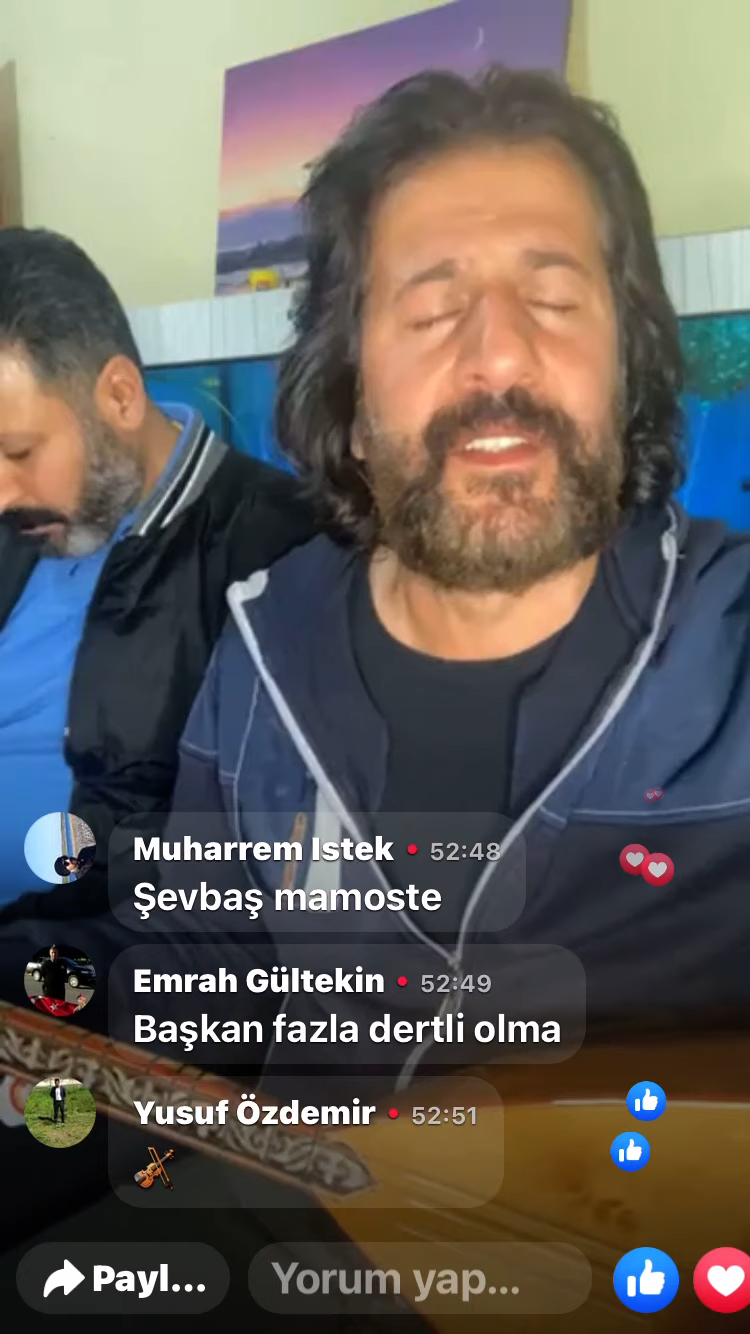 Muharrem Istek • 52:48
Şevbaş mamoste
Emrah Gültekin • 52:49
Başkan fazla dertli olma
Yusuf Özdemir • 52:51
🎻
Payl...
Yorum yap...